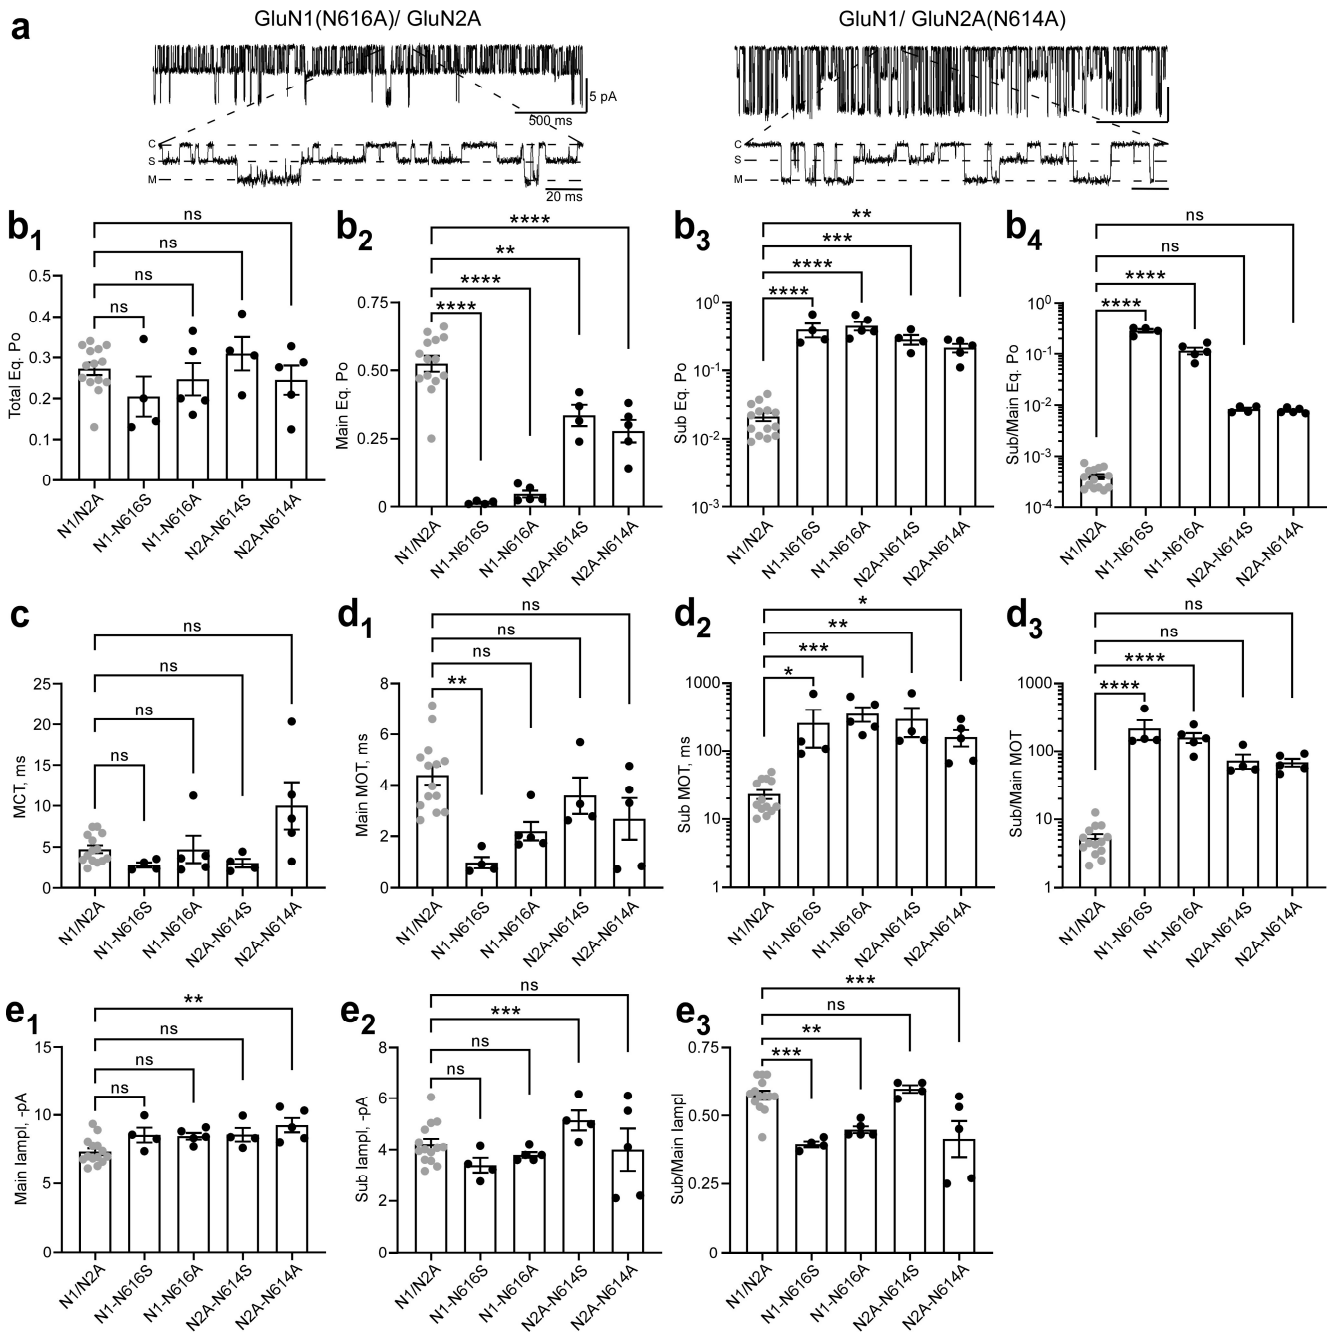 a
GluN1(N616A)/ GluN2A
GluN1/ GluN2A(N614A)
5 pA
500 ms
C
S
M
20 ms
C
S
M
b1
ns
ns
ns
ns
Total Eq. Po
0.5
0.4
0.3
0.2
0.1
0
N1/N2A
N1-N616S
N1-N616A
N2A-N614S
N2A-N614A
b2
****
**
****
****
Main Eq. Po
0.75
0.50
0.25
0
N1/N2A
N1-N616S
N1-N616A
N2A-N614S
N2A-N614A
b3
**
***
****
****
Sub Eq. Po
10⁰
10⁻¹
10⁻²
10⁻³
N1/N2A
N1-N616S
N1-N616A
N2A-N614S
N2A-N614A
b4
ns
ns
****
****
Sub/Main Eq. Po
10⁰
10⁻¹
10⁻²
10⁻³
10⁻⁴
N1/N2A
N1-N616S
N1-N616A
N2A-N614S
N2A-N614A
c
ns
ns
ns
ns
MCT, ms
25
20
15
10
5
0
N1/N2A
N1-N616S
N1-N616A
N2A-N614S
N2A-N614A
d1
ns
ns
ns
**
Main MOT, ms
8
6
4
2
0
N1/N2A
N1-N616S
N1-N616A
N2A-N614S
N2A-N614A
d2
*
**
***
*
Sub MOT, ms
1000
100
10
1
N1/N2A
N1-N616S
N1-N616A
N2A-N614S
N2A-N614A
d3
ns
ns
****
****
Sub/Main MOT
1000
100
10
1
N1/N2A
N1-N616S
N1-N616A
N2A-N614S
N2A-N614A
e1
**
ns
ns
ns
Main Iampl, -pA
15
10
5
0
N1/N2A
N1-N616S
N1-N616A
N2A-N614S
N2A-N614A
e2
ns
***
ns
ns
Sub Iampl, -pA
8
6
4
2
0
N1/N2A
N1-N616S
N1-N616A
N2A-N614S
N2A-N614A
e3
***
ns
**
***
Sub/Main Iampl
0.75
0.50
0.25
0
N1/N2A
N1-N616S
N1-N616A
N2A-N614S
N2A-N614A